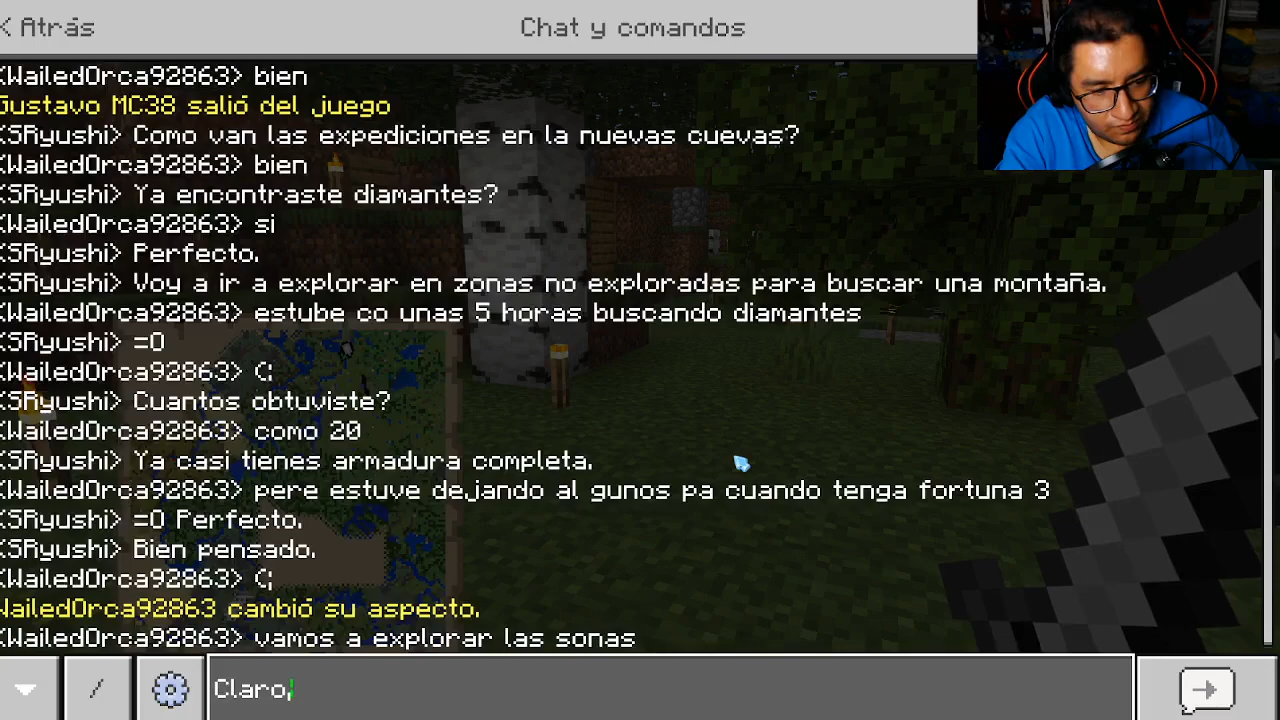 < Atrás
Chat y comandos
<WailedOrca92863> bien
Gustavo MC38 salió del juego
<SRyushi> Como van las expediciones en la nuevas cuevas?
<WailedOrca92863> bien
<SRyushi> Ya encontraste diamantes?
<WailedOrca92863> si
<SRyushi> Perfecto.
<SRyushi> Voy a ir a explorar en zonas no exploradas para buscar una montaña.
<WailedOrca92863> estube co unas 5 horas buscando diamantes
<SRyushi> =O
<WailedOrca92863> C;
<SRyushi> Cuantos obtuviste?
<WailedOrca92863> como 20
<SRyushi> Ya casi tienes armadura completa.
<WailedOrca92863> pere estuve dejando al gunos pa cuando tenga fortuna 3
<SRyushi> =O Perfecto.
<SRyushi> Bien pensado.
<WailedOrca92863> C;
WailedOrca92863 cambió su aspecto.
<WailedOrca92863> vamos a explorar las sonas
/
Claro,